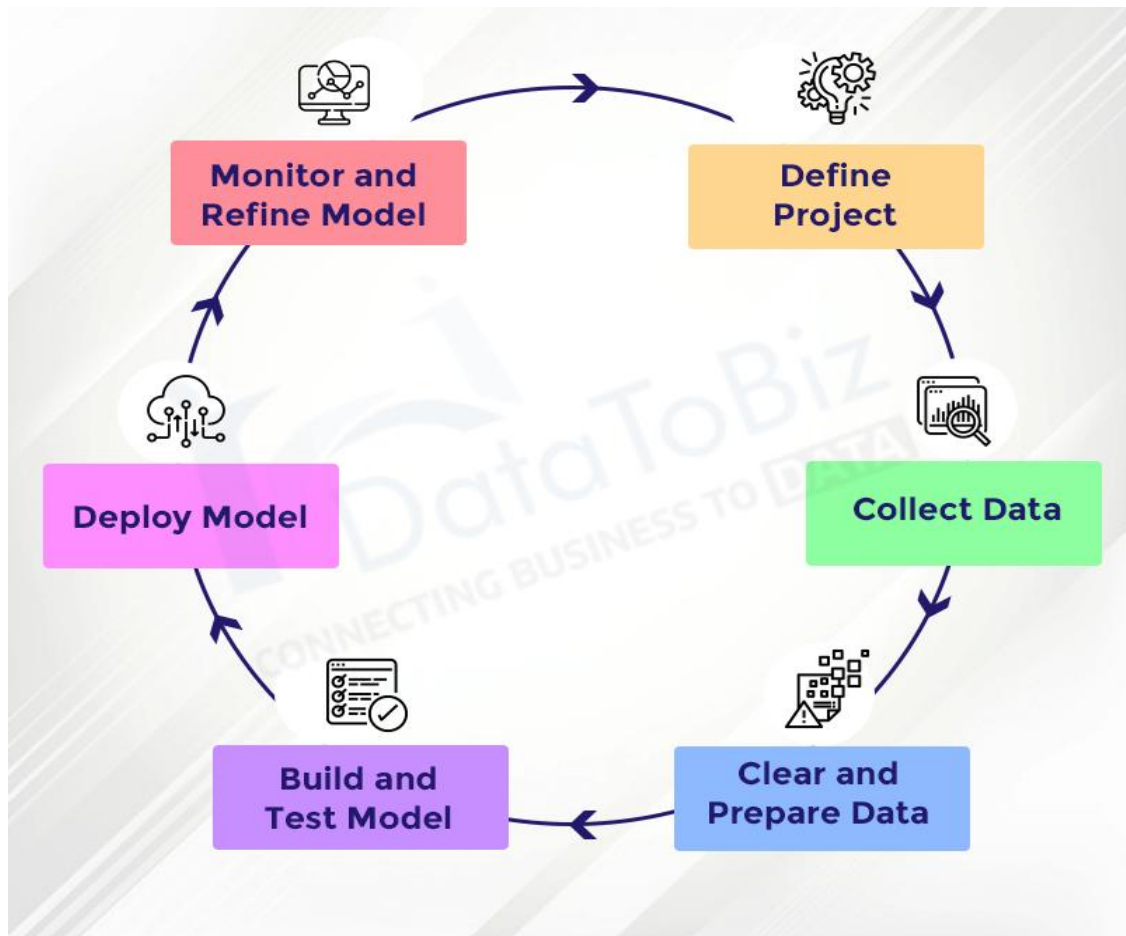 Monitor and
Refine Model
Define
Project
Collect Data
Clear and
Prepare Data
Build and
Test Model
Deploy Model
DataToBiz
CONNECTING BUSINESS TO DATA